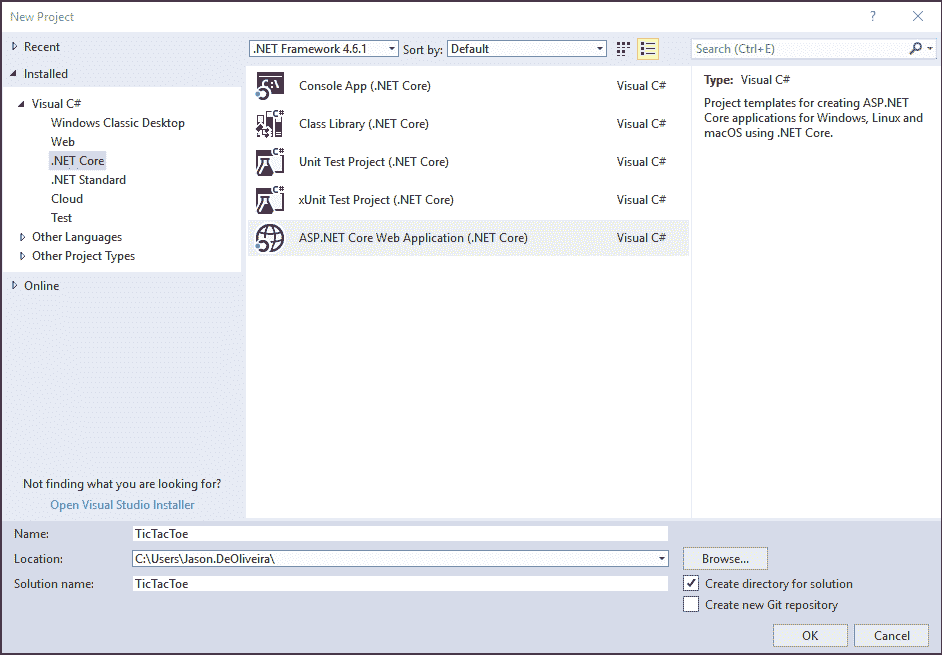 New Project
?
Recent
.NET Framework 4.6.1 Sort by: Default
Search (Ctrl+E)
Installed
Visual C#
Windows Classic Desktop
Web
.NET Core
.NET Standard
Cloud
Test
Other Languages
Other Project Types
Online
Not finding what you are looking for?
Open Visual Studio Installer
Console App (.NET Core) Visual C#
Class Library (.NET Core) Visual C#
Unit Test Project (.NET Core) Visual C#
xUnit Test Project (.NET Core) Visual C#
ASP.NET Core Web Application (.NET Core) Visual C#
Type: Visual C#
Project templates for creating ASP.NET
Core applications for Windows, Linux and
macOS using .NET Core.
Name: TicTacToe
Location: C:\Users\Jason.DeOliveira\ Browse...
Solution name: TicTacToe
Create directory for solution
Create new Git repository
OK Cancel